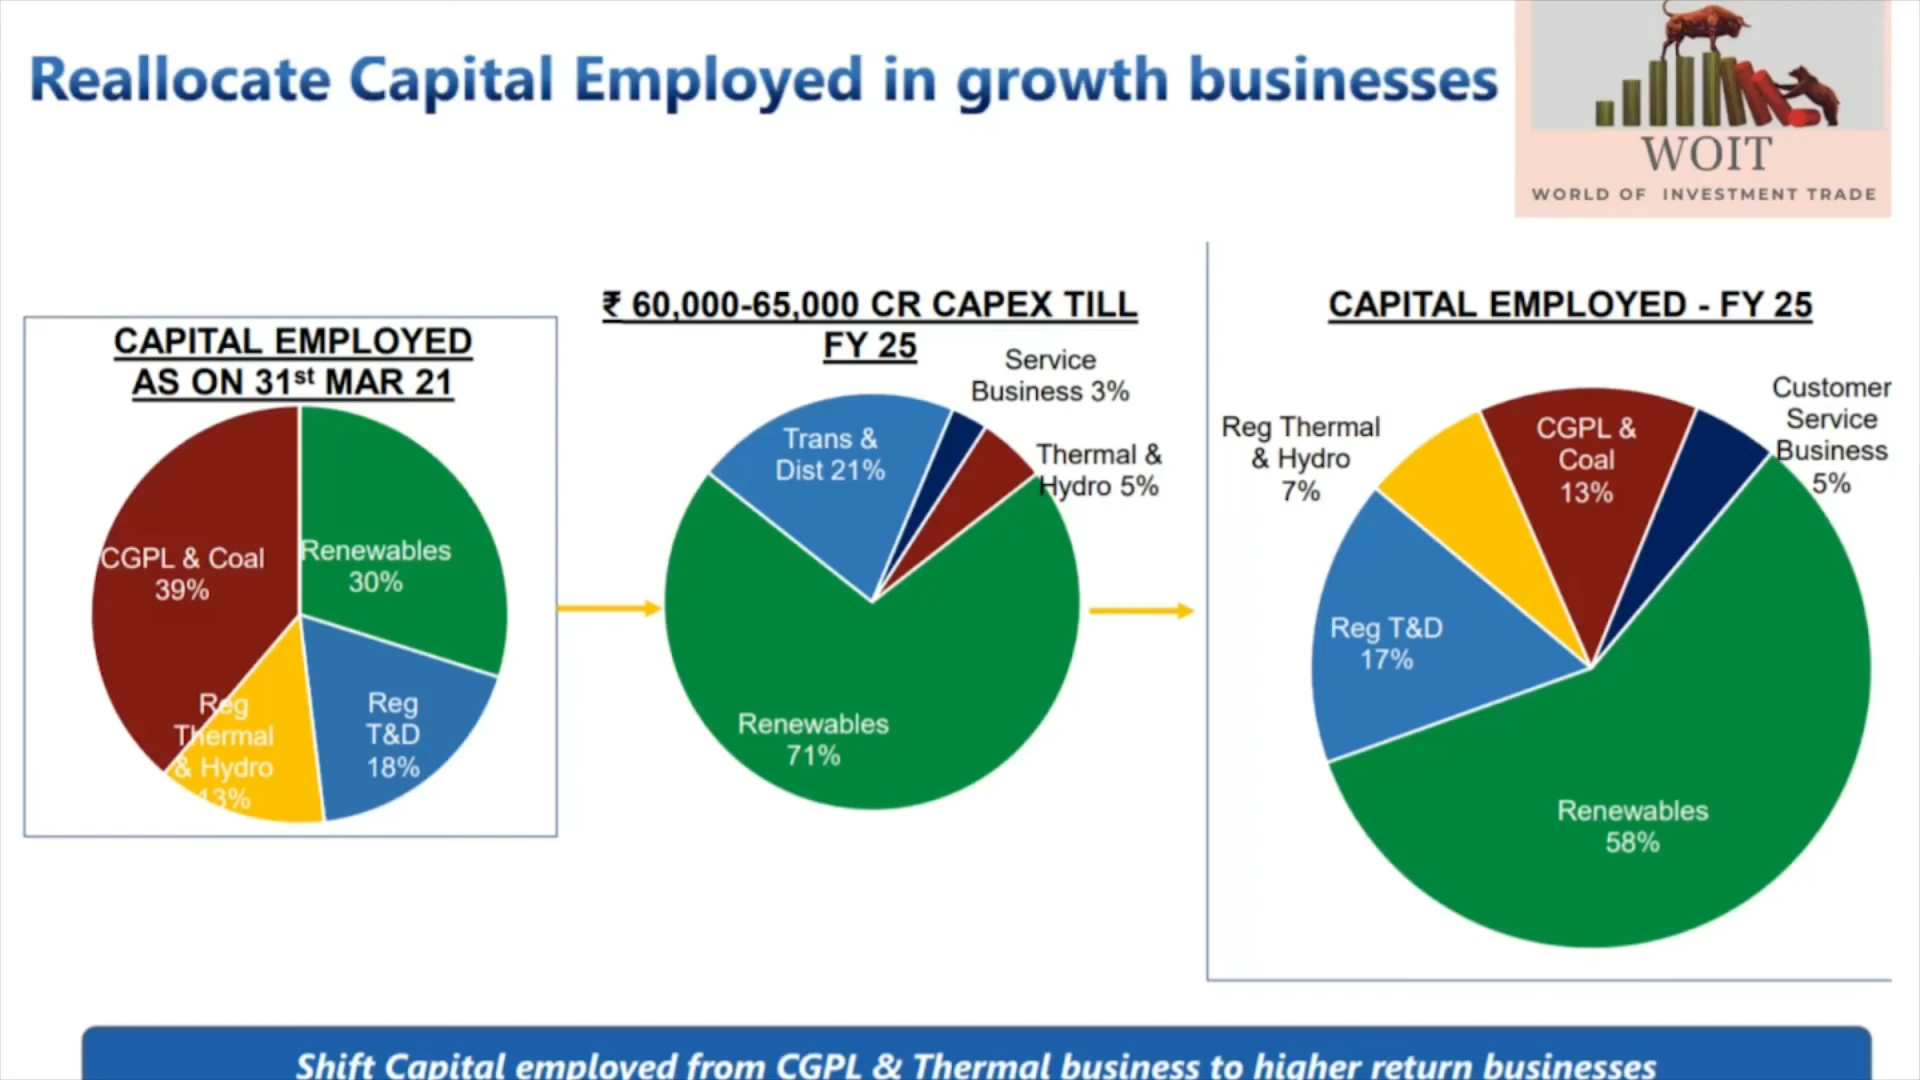 Reallocate Capital Employed in growth businesses
WOIT
WORLD OF INVESTMENT TRADE
CAPITAL EMPLOYED
AS ON 31st MAR 21
CGPL & Coal
39%
Renewables
30%
Reg
Thermal
& Hydro
13%
Reg
T&D
18%
₹ 60,000-65,000 CR CAPEX TILL
FY 25
Service
Business 3%
Trans &
Dist 21%
Thermal &
Hydro 5%
Renewables
71%
CAPITAL EMPLOYED - FY 25
Customer
Service
Business
5%
Reg Thermal
& Hydro
7%
CGPL &
Coal
13%
Reg T&D
17%
Renewables
58%
Shift Capital employed from CGPL & Thermal business to higher return businesses